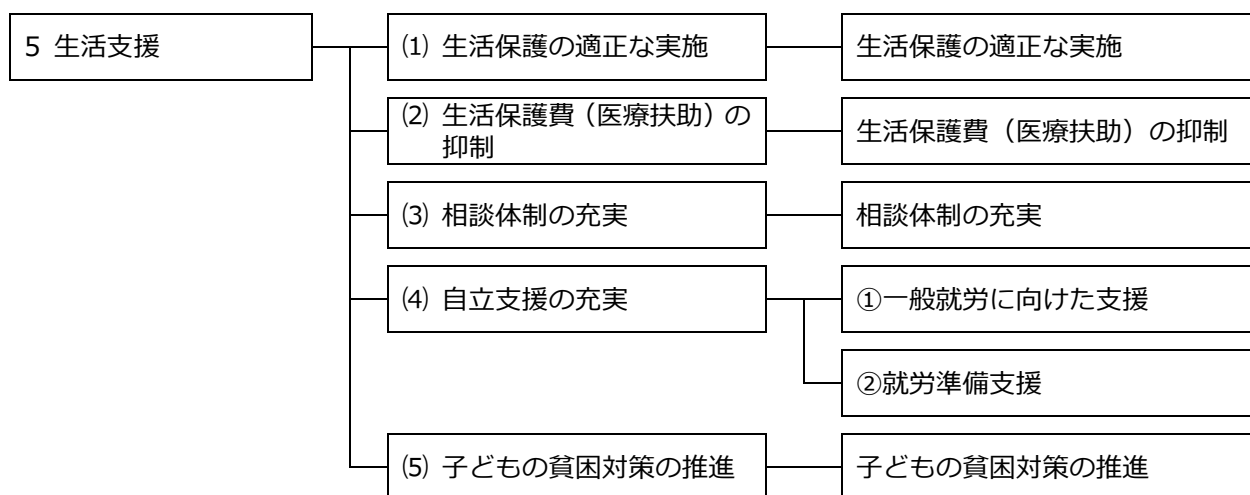 5 生活支援
⑴ 生活保護の適正な実施
生活保護の適正な実施
⑵ 生活保護費（医療扶助）の
抑制
生活保護費（医療扶助）の抑制
⑶ 相談体制の充実
相談体制の充実
⑷ 自立支援の充実
①一般就労に向けた支援
②就労準備支援
⑸ 子どもの貧困対策の推進
子どもの貧困対策の推進